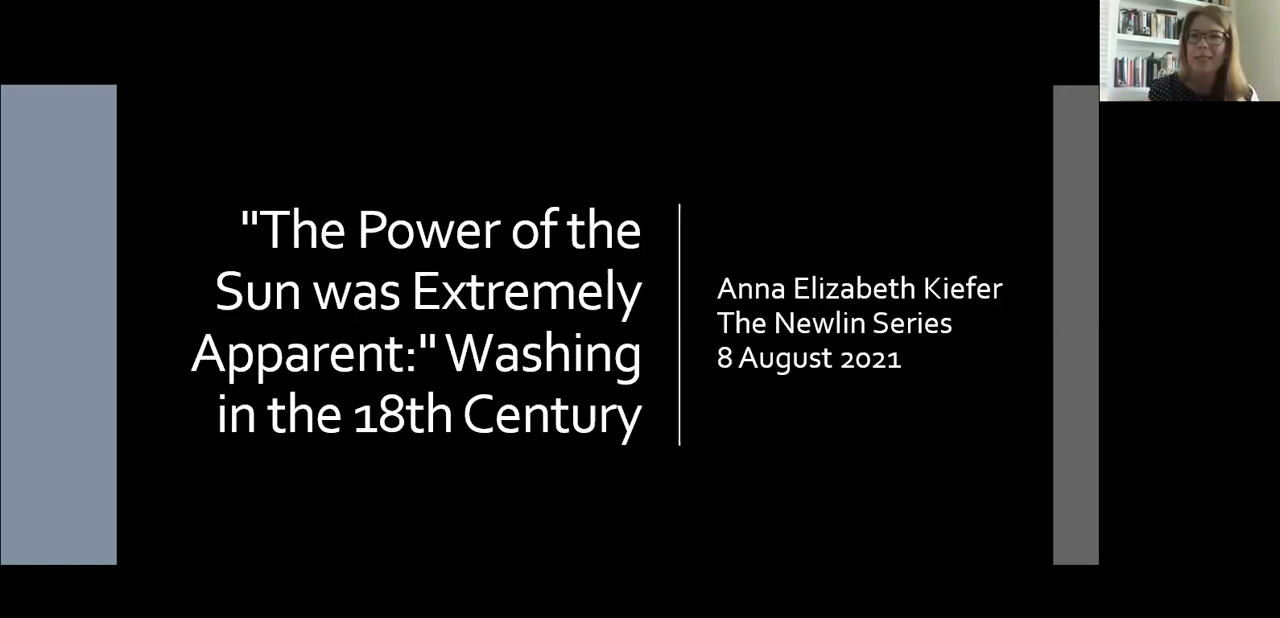 "The Power of the
Sun was Extremely
Apparent:" Washing
in the 18th Century
Anna Elizabeth Kiefer
The Newlin Series
8 August 2021